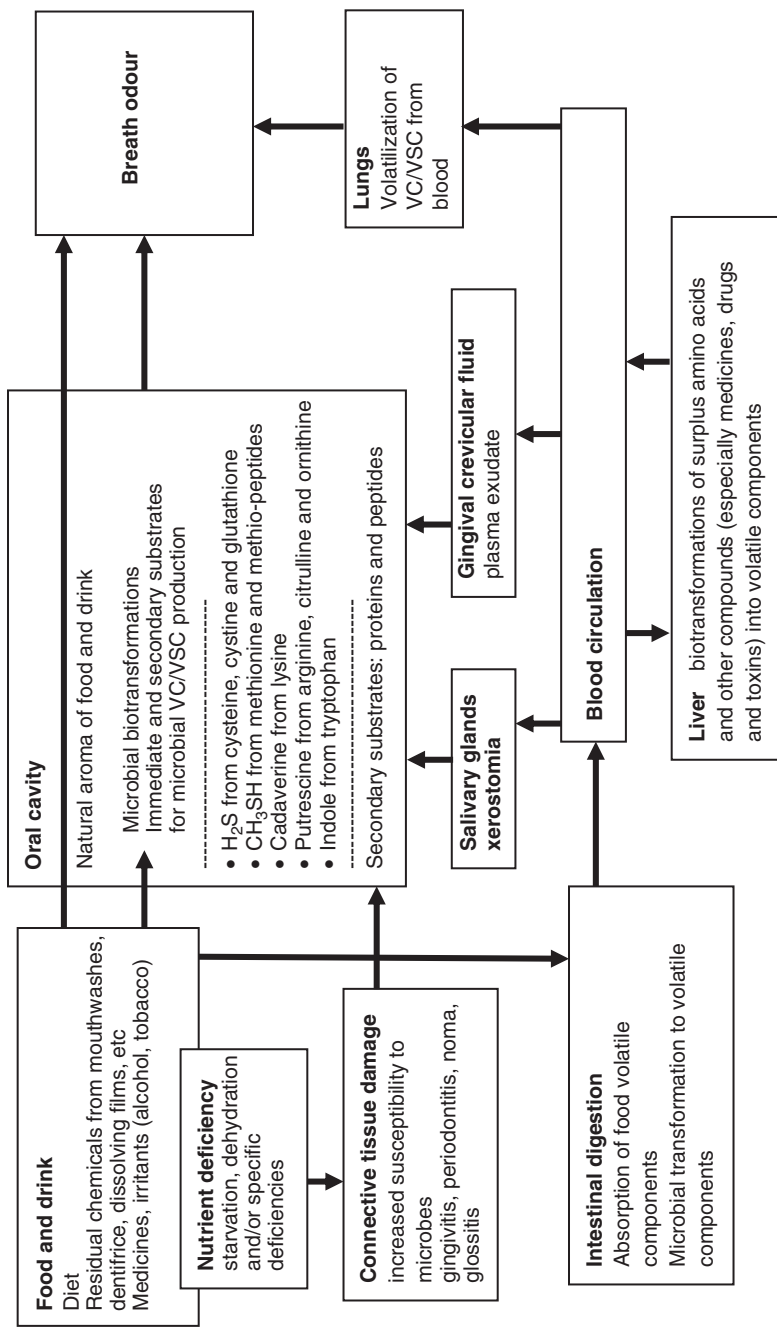 Food and drink
Diet
Residual chemicals from mouthwashes,
dentifrice, dissolving films, etc
Medicines, irritants (alcohol, tobacco)
Nutrient deficiency
starvation, dehydration
and/or specific
deficiencies
Connective tissue damage
increased susceptibility to
microbes
gingivitis, periodontitis, noma,
glossitis
Intestinal digestion
Absorption of food volatile
components
Microbial transformation to volatile
components
Oral cavity
Natural aroma of food and drink
Microbial biotransformations
Immediate and secondary substrates
for microbial VC/VSC production
• H₂S from cysteine, cystine and glutathione
• CH₃SH from methionine and methio-peptides
• Cadaverine from lysine
• Putrescine from arginine, citrulline and ornithine
• Indole from tryptophan
Secondary substrates: proteins and peptides
Salivary glands
xerostomia
Gingival crevicular fluid
plasma exudate
Blood circulation
Liver biotransformations of surplus amino acids
and other compounds (especially medicines, drugs
and toxins) into volatile components
Breath odour
Lungs
Volatilization of
VC/VSC from
blood